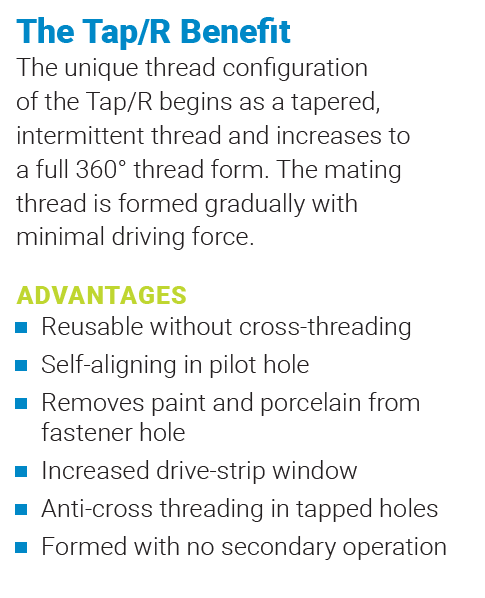 The Tap/R Benefit
The unique thread configuration
of the Tap/R begins as a tapered,
intermittent thread and increases to
a full 360° thread form. The mating
thread is formed gradually with
minimal driving force.
ADVANTAGES
Reusable without cross-threading
Self-aligning in pilot hole
Removes paint and porcelain from
fastener hole
Increased drive-strip window
Anti-cross threading in tapped holes
Formed with no secondary operation